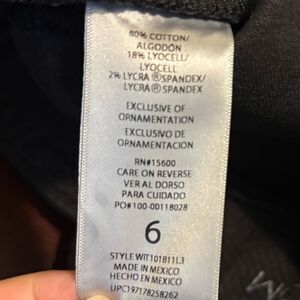 80% COTTON/
ALGODÓN
18% LYOCELL/
LYOCELL
2% LYCRA ® SPANDEX/
LYCRA ® SPANDEX
EXCLUSIVE OF
ORNAMENTATION
EXCLUSIVO DE
ORNAMENTACIÓN
RN#15600
CARE ON REVERSE
VER AL DORSO
PARA CUIDADO
PO#100-00118028
6
STYLE WIT101811L3
MADE IN MEXICO
HECHO EN MEXICO
UPC197178258262